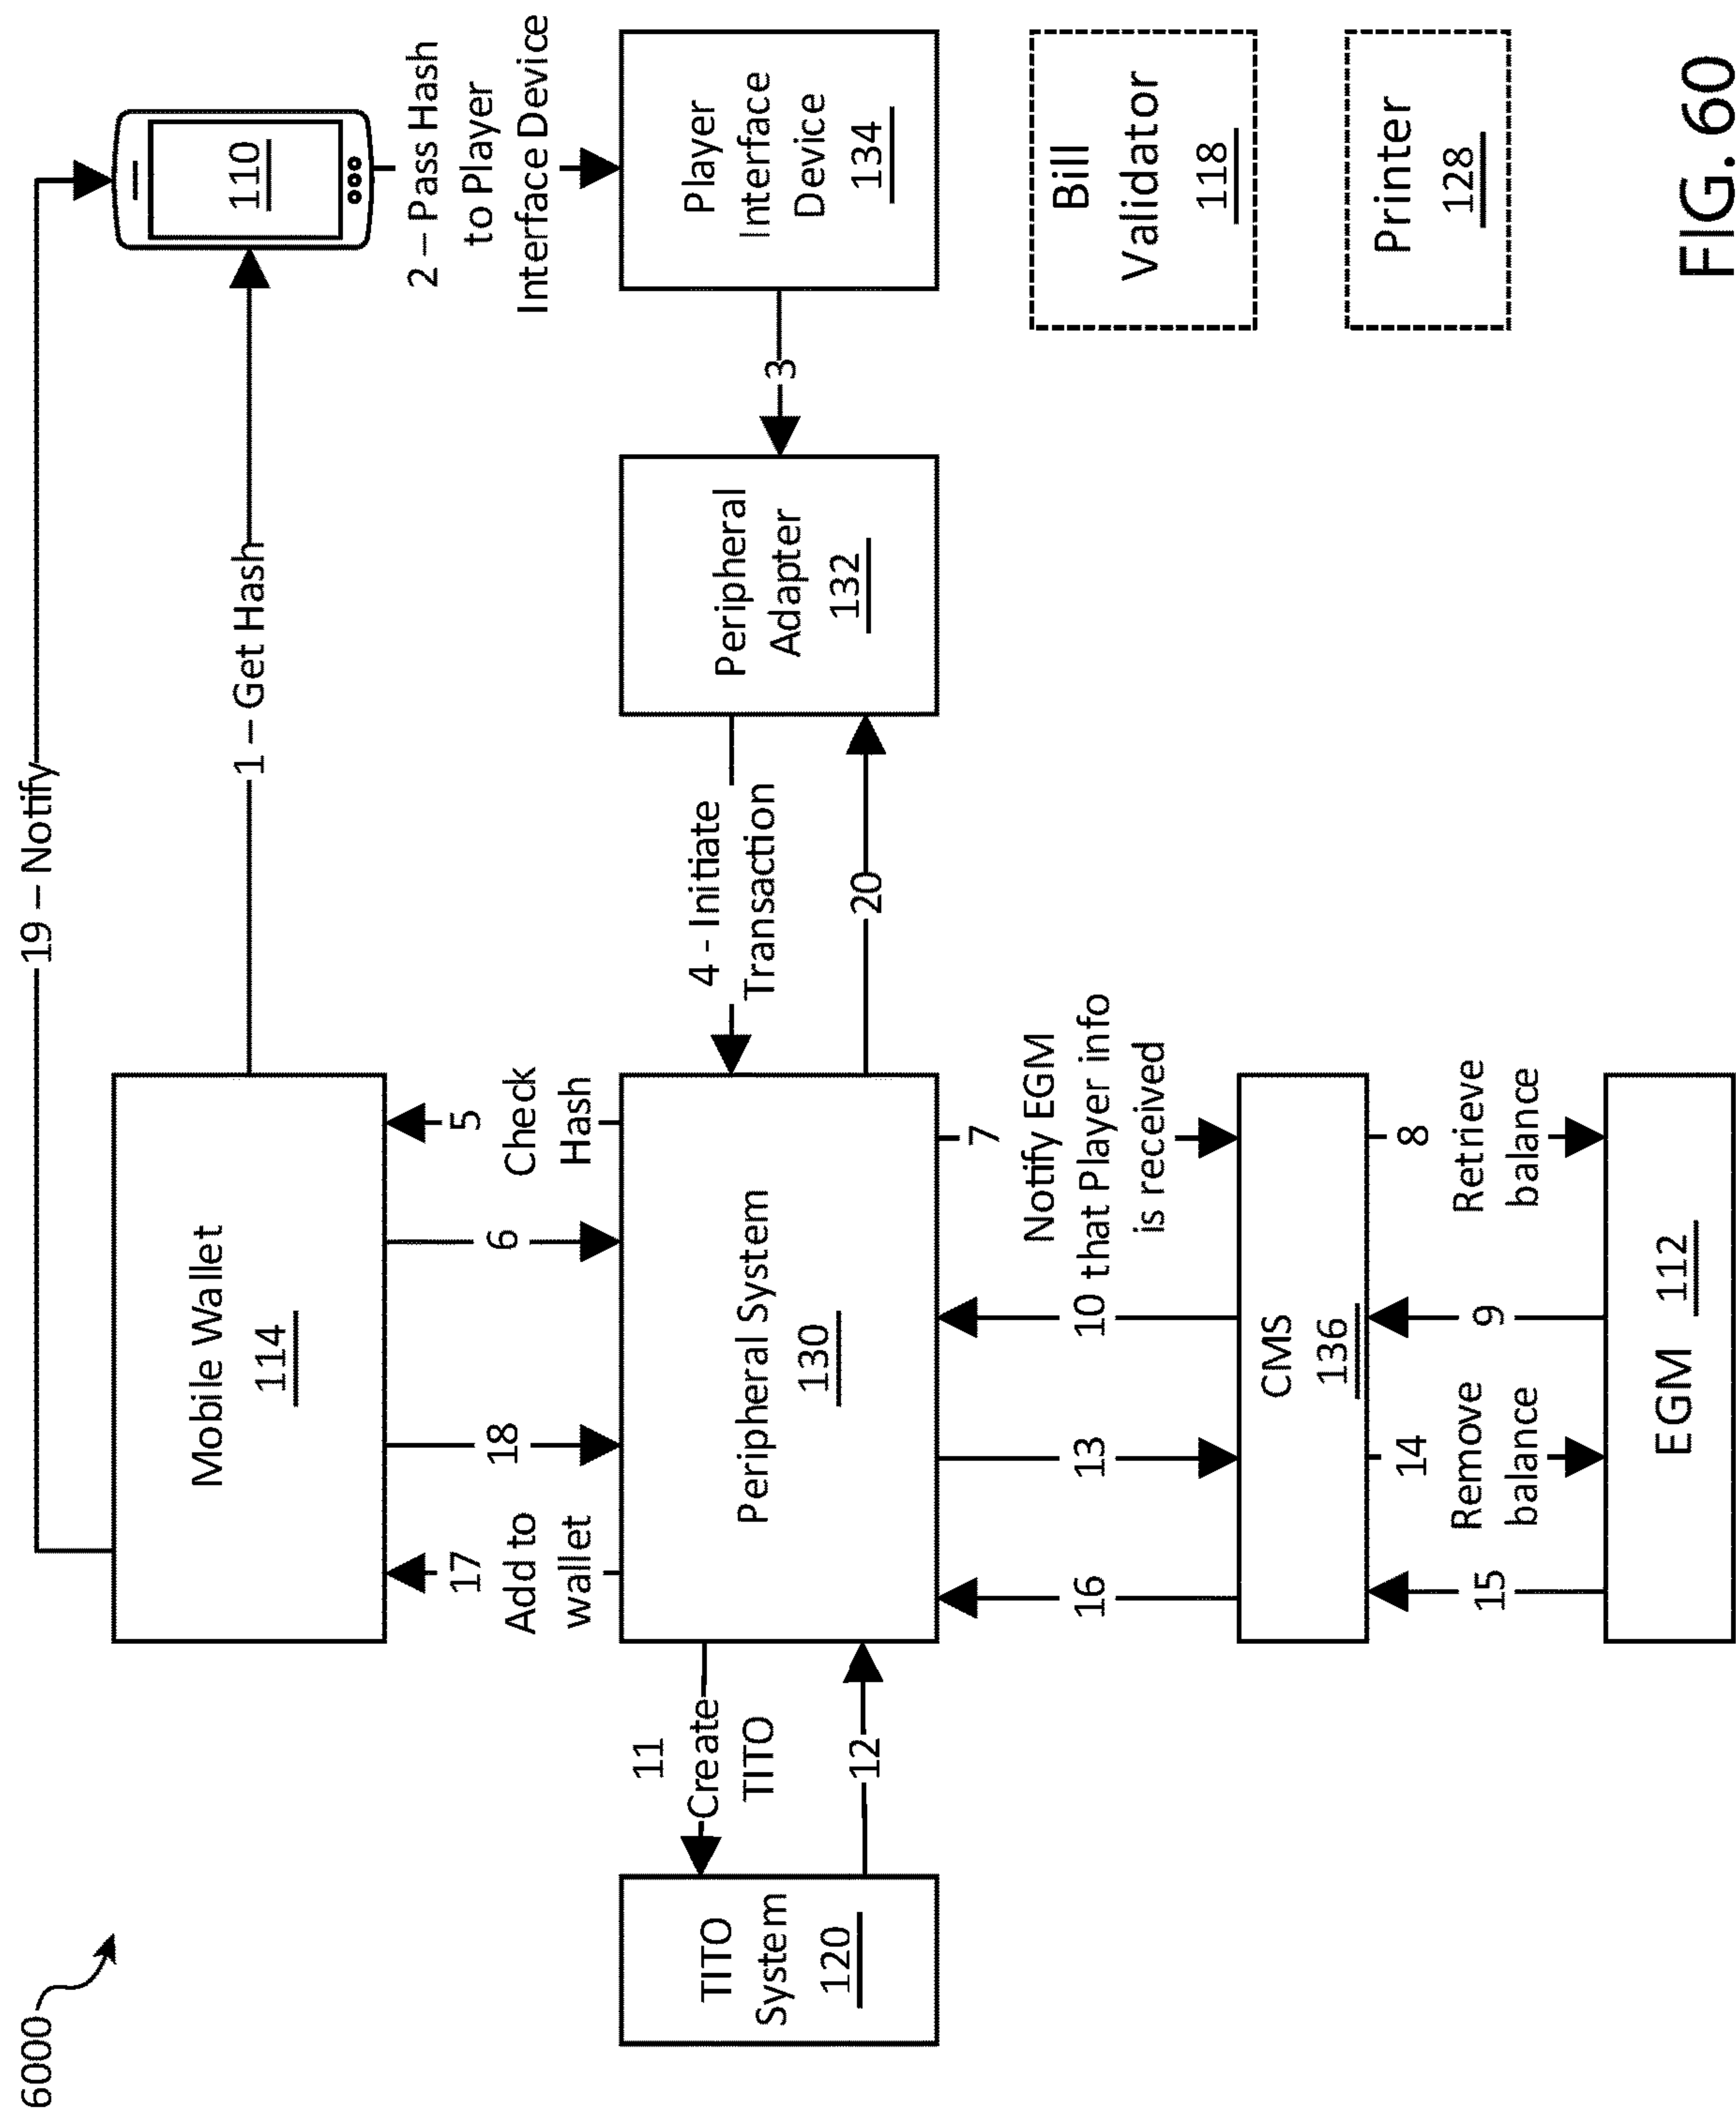 6000
19 – Notify
Mobile Wallet
114
1 – Get Hash
110
17
Add to
wallet
18
6
5
Check
Hash
2 – Pass Hash
to Player
Interface Device
TITO
System
120
11
Create
TITO
12
Peripheral System
130
4 - Initiate
Transaction
20
Peripheral
Adapter
132
3
Player
Interface
Device
134
16
13
10
7
Notify EGM
that Player info
is received
CMS
136
15
14
Remove
balance
9
8
Retrieve
balance
EGM 112
Bill
Validator
118
Printer
128
FIG. 60